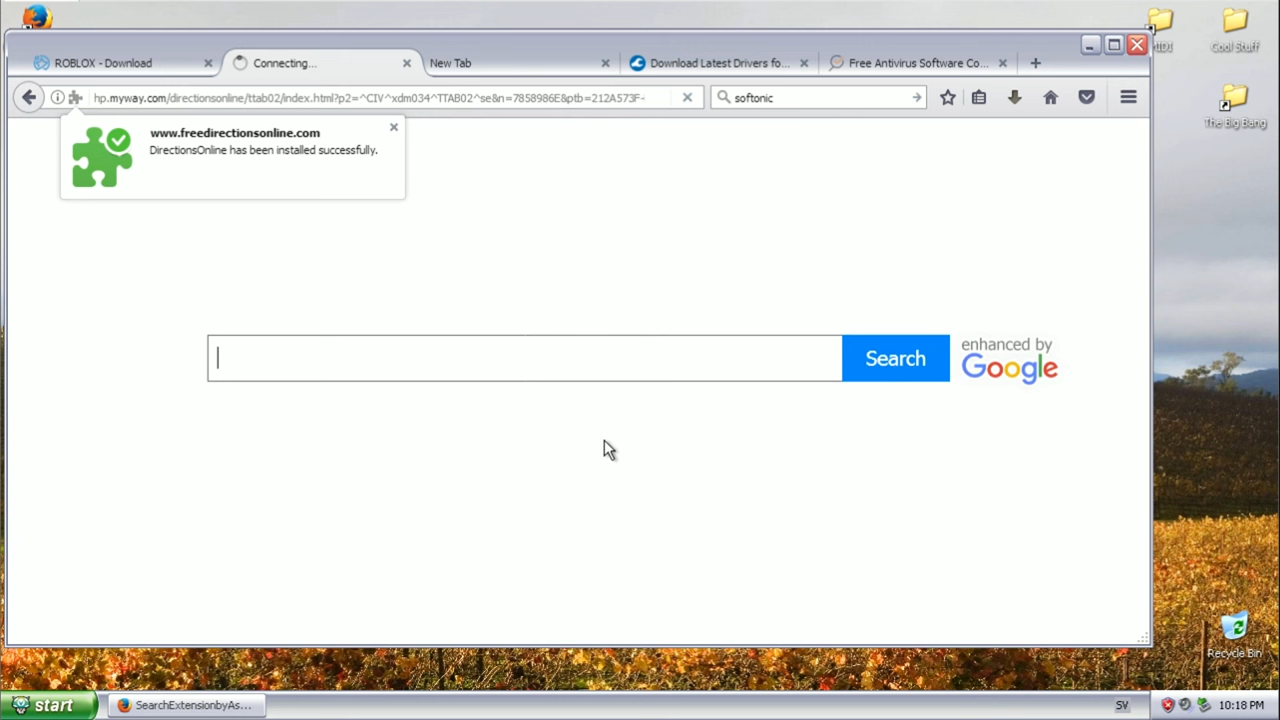 ROBLOX - Download
Connecting...
New Tab
Download Latest Drivers fo...
Free Antivirus Software Co...
hp.myway.com/directionsonline/ttab02/index.html?p2=^CIV^xdm034^TTAB02^se&n=7858986E&ptb=212A573F-
softonic
www.freedirectionsonline.com
DirectionsOnline has been installed successfully.
Search
enhanced by
Google
Cool Stuff
The Big Bang
Recycle Bin
start
SearchExtensionbyAs...
SV
10:18 PM